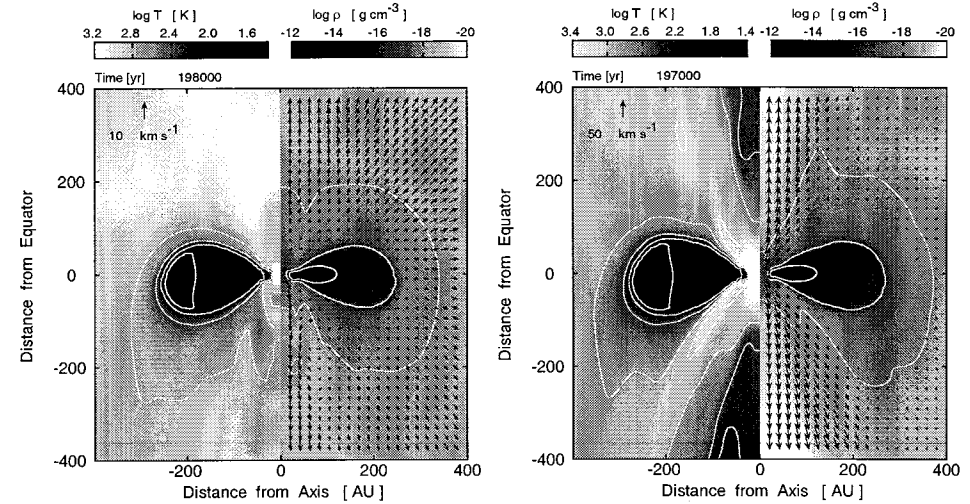 log T [ K ] log ρ [ g cm⁻³ ]
3.2 2.6 2.0 1.4 -12 -14 -16 -18 -20
Time [yr] 198000
10 km s⁻¹
400
200
0
-200
-400
Distance from Equator
-200 0 200 400
Distance from Axis [ AU ]
log T [ K ] log ρ [ g cm⁻³ ]
3.4 2.8 2.3 1.8 1.4 -12 -14 -16 -18 -20
Time [yr] 197000
50 km s⁻¹
400
200
0
-200
-400
Distance from Equator
-200 0 200 400
Distance from Axis [ AU ]